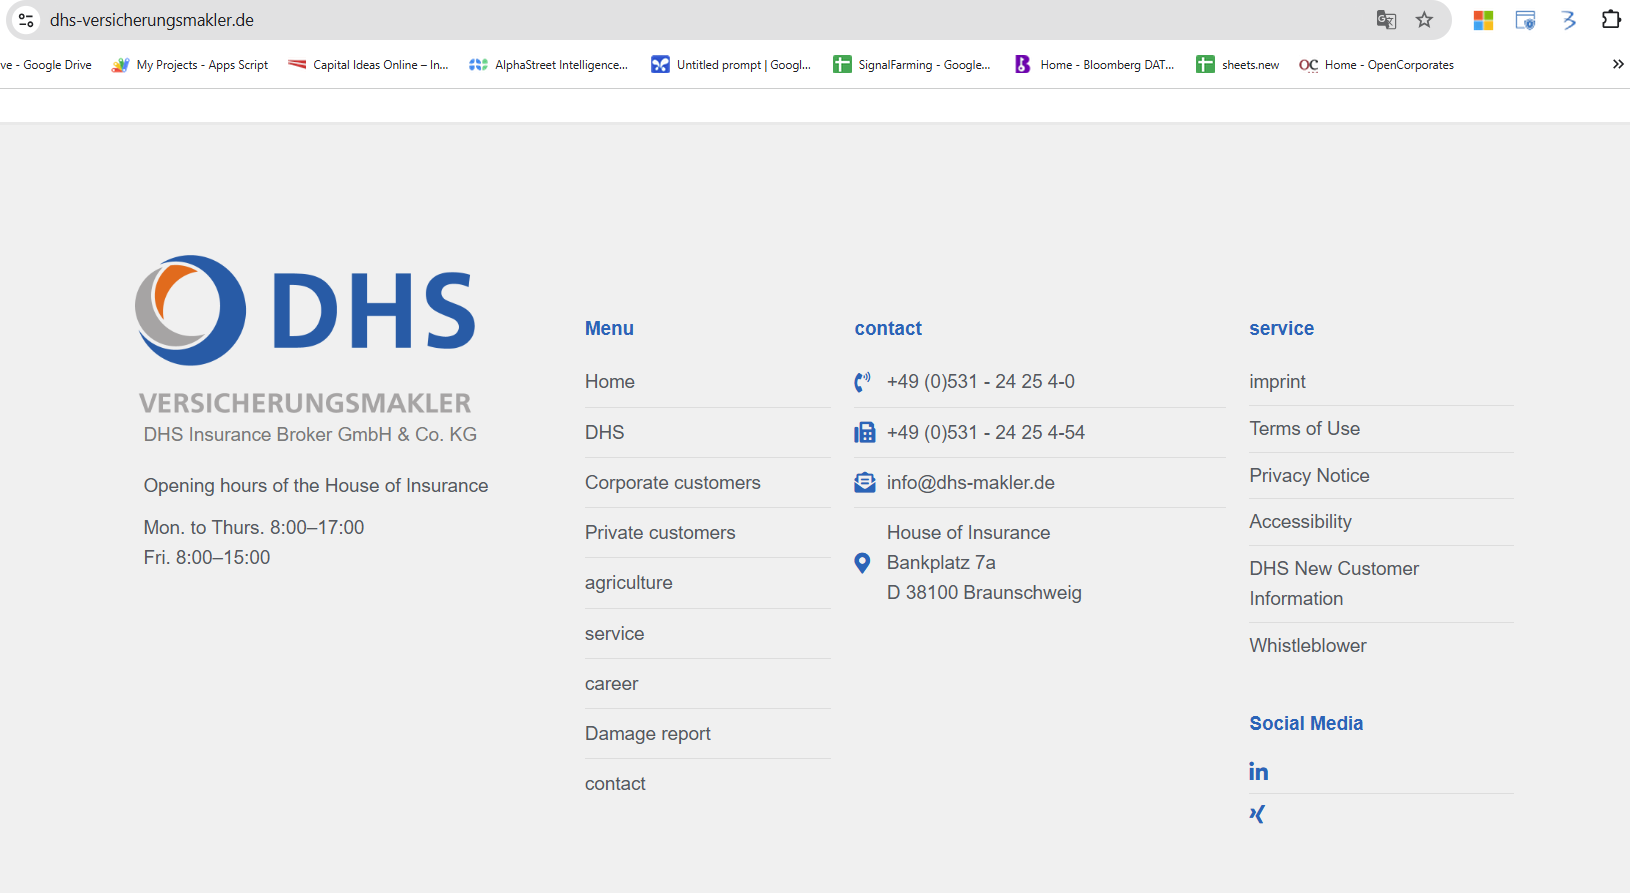 dhs-versicherungsmakler.de
ve - Google Drive
My Projects - Apps Script
Capital Ideas Online – In...
AlphaStreet Intelligence...
Untitled prompt | Googl...
SignalFarming - Google...
Home - Bloomberg DAT...
sheets.new
OC Home - OpenCorporates
»
DHS
VERSICHERUNGSMAKLER
DHS Insurance Broker GmbH & Co. KG
Opening hours of the House of Insurance
Mon. to Thurs. 8:00–17:00
Fri. 8:00–15:00
Menu
Home
DHS
Corporate customers
Private customers
agriculture
service
career
Damage report
contact
contact
+49 (0)531 - 24 25 4-0
+49 (0)531 - 24 25 4-54
info@dhs-makler.de
House of Insurance
Bankplatz 7a
D 38100 Braunschweig
service
imprint
Terms of Use
Privacy Notice
Accessibility
DHS New Customer
Information
Whistleblower
Social Media
in